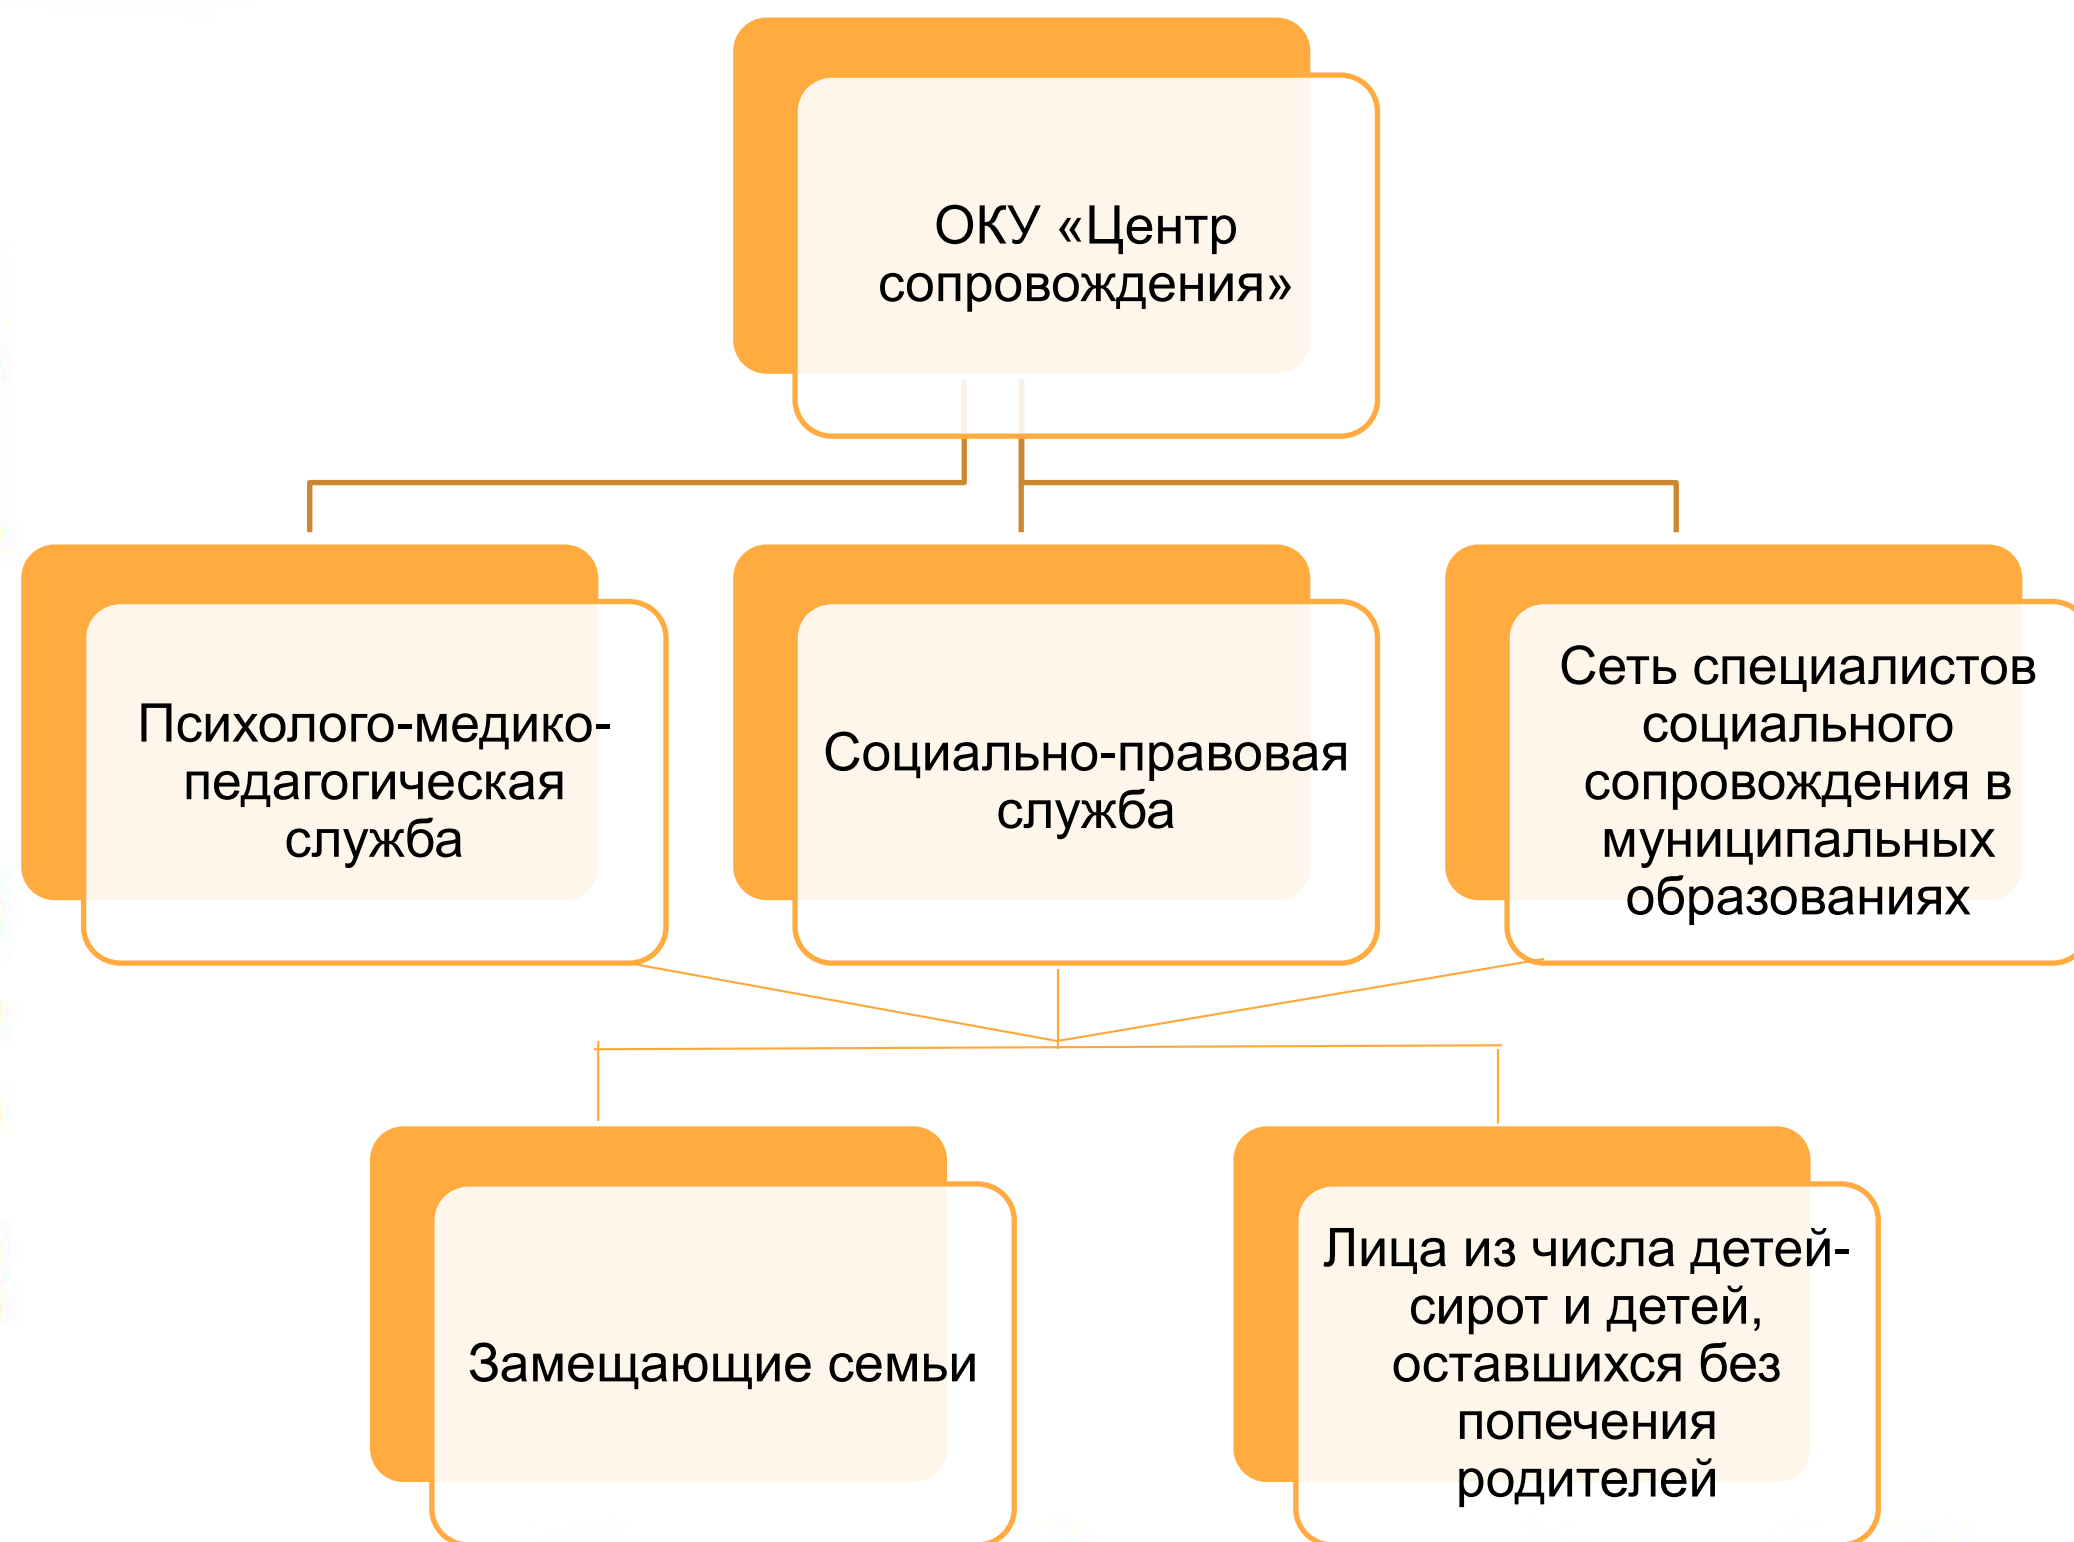 ОКУ «Центр
сопровождения»
Психолого-медико-
педагогическая
служба
Социально-правовая
служба
Сеть специалистов
социального
сопровождения в
муниципальных
образованиях
Замещающие семьи
Лица из числа детей-
сирот и детей,
оставшихся без
попечения
родителей